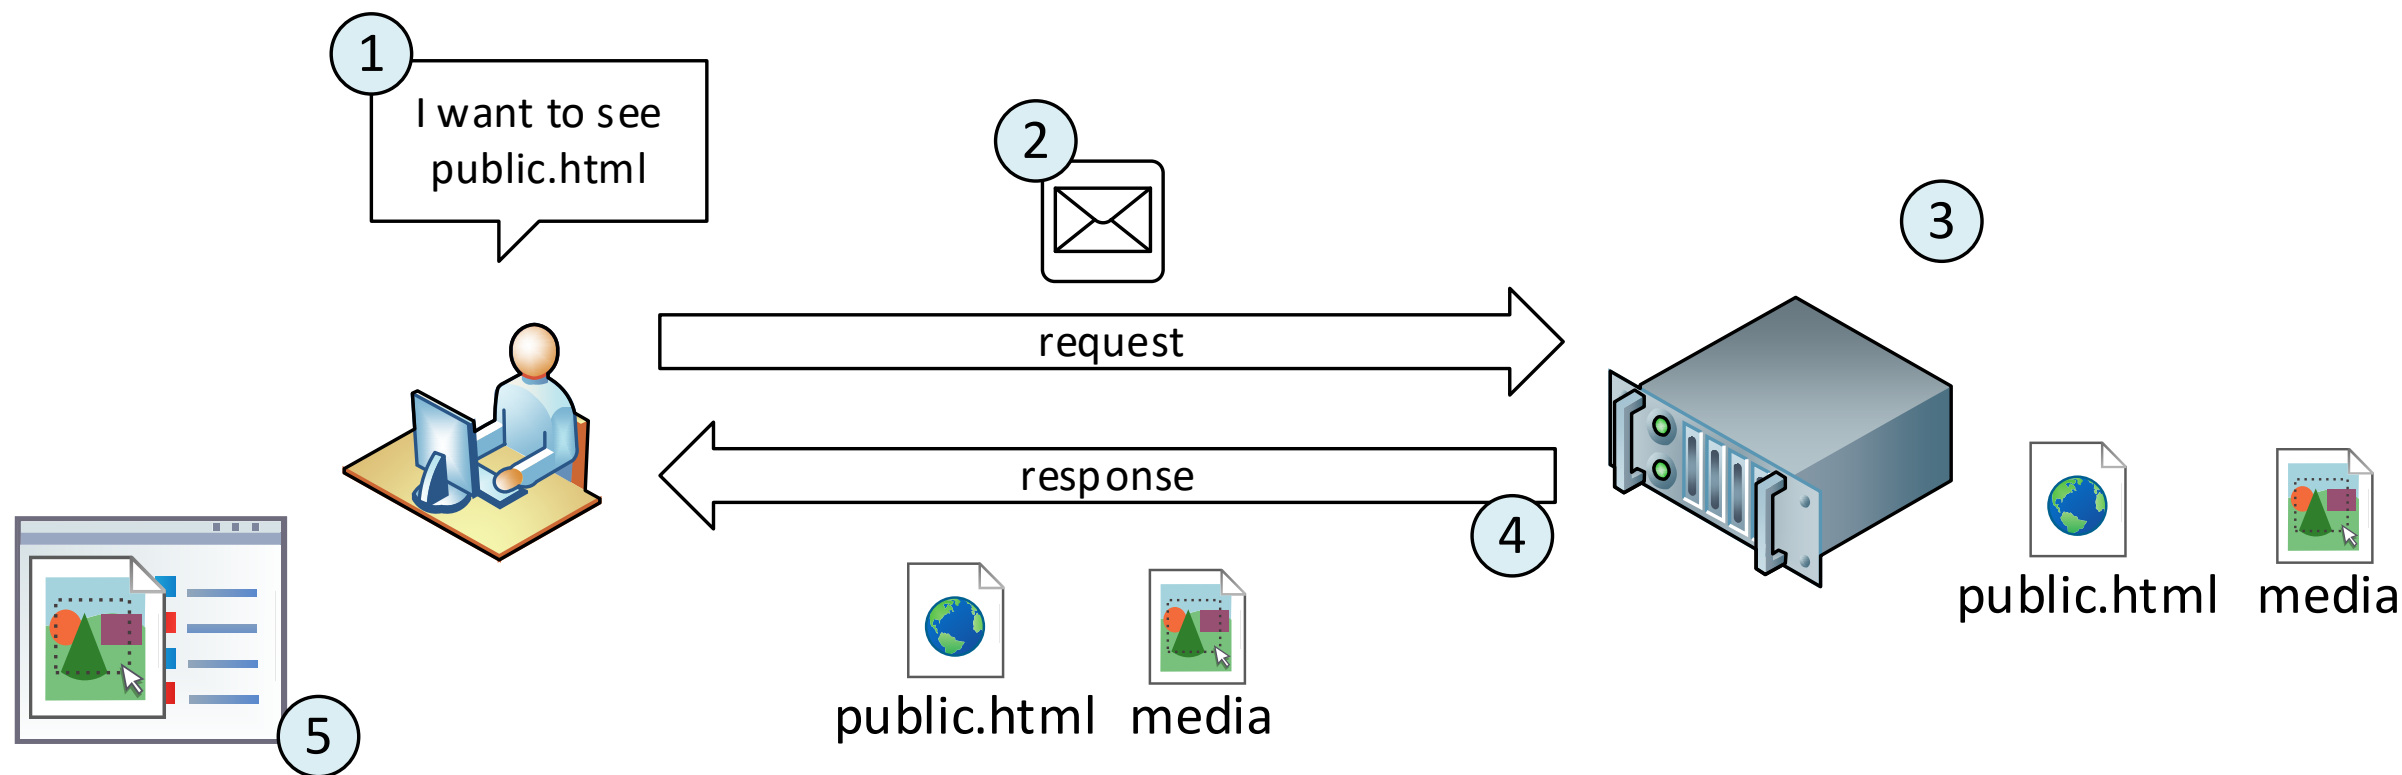 1
I want to see
public.html
2
3
request
response
4
public.html media
public.html media
5